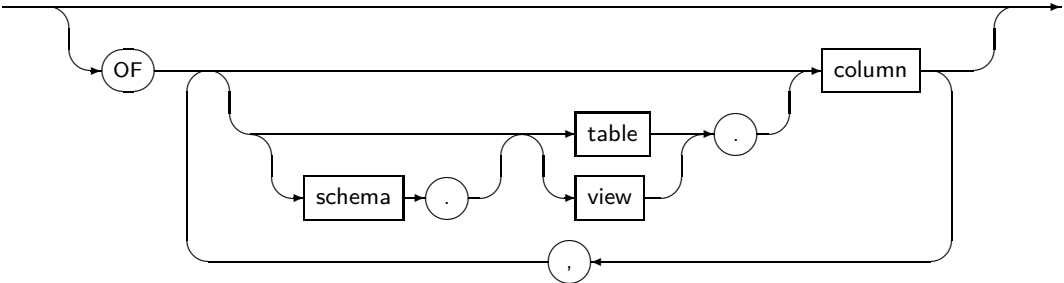 OF column
table .
schema . view
,